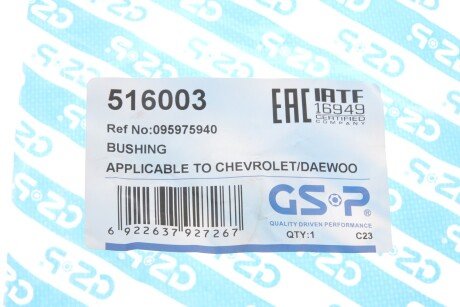 516003
EAC IATF
16949
CERTIFIED
COMPANY
Ref No:095975940
BUSHING
APPLICABLE TO CHEVROLET/DAEWOO
6 922637 927267
GSP®
QUALITY DRIVEN PERFORMANCE
QTY:1 C23